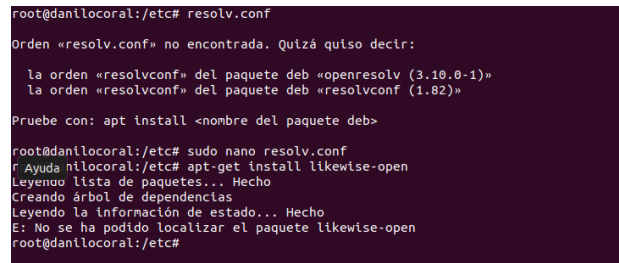 root@danilocoral:/etc# resolv.conf
Orden «resolv.conf» no encontrada. Quizá quiso decir:
la orden «resolvconf» del paquete deb «openresolv (3.10.0-1)»
la orden «resolvconf» del paquete deb «resolvconf (1.82)»
Pruebe con: apt install <nombre del paquete deb>
root@danilocoral:/etc# sudo nano resolv.conf
r Ayuda nilocoral:/etc# apt-get install likewise-open
Leyendo lista de paquetes... Hecho
Creando árbol de dependencias
Leyendo la información de estado... Hecho
E: No se ha podido localizar el paquete likewise-open
root@danilocoral:/etc#